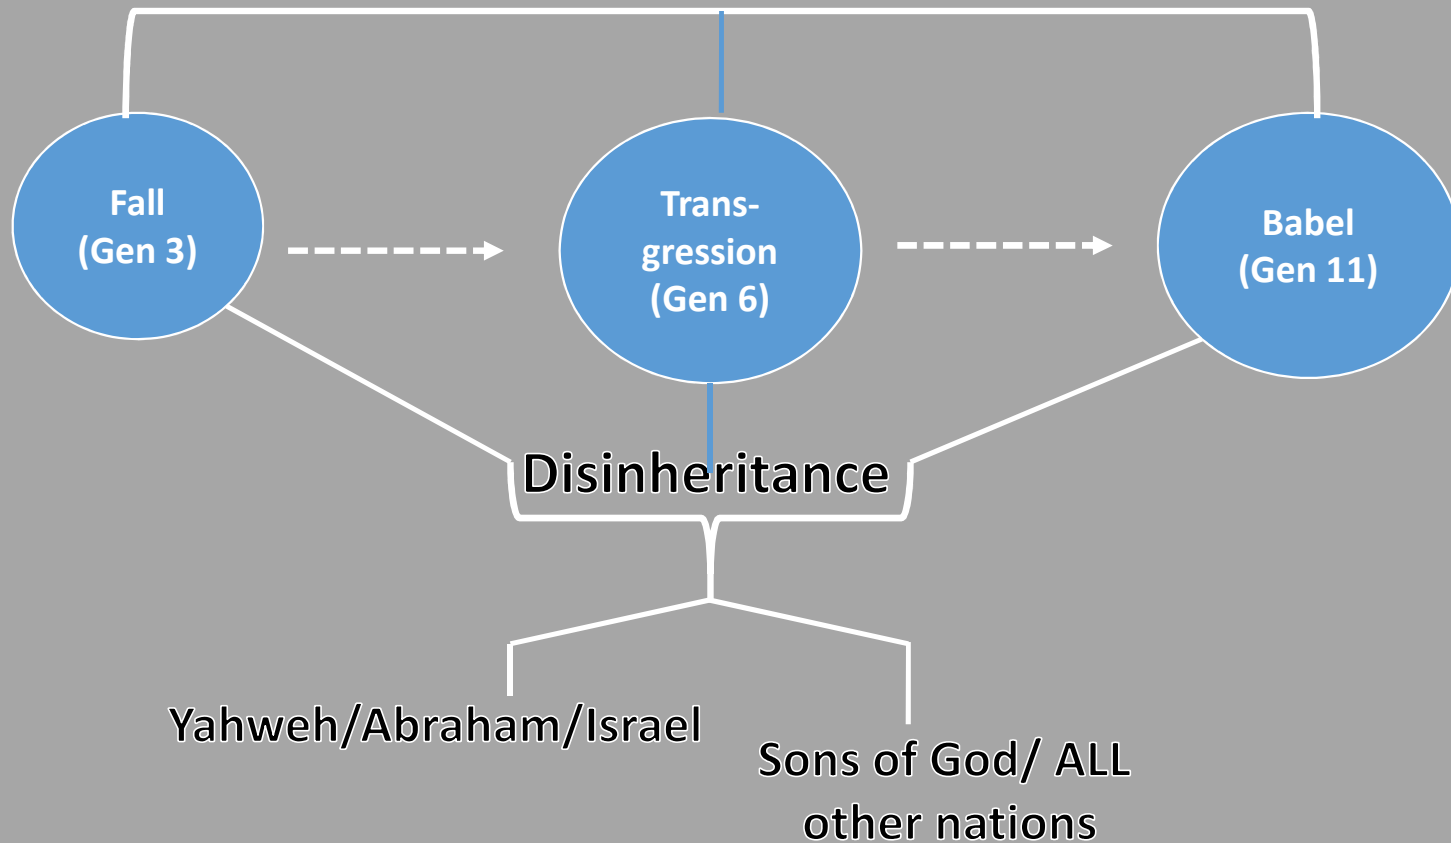 Fall
(Gen 3)
Trans-
gression
(Gen 6)
Babel
(Gen 11)
Disinheritance
Yahweh/Abraham/Israel
Sons of God/ ALL
other nations